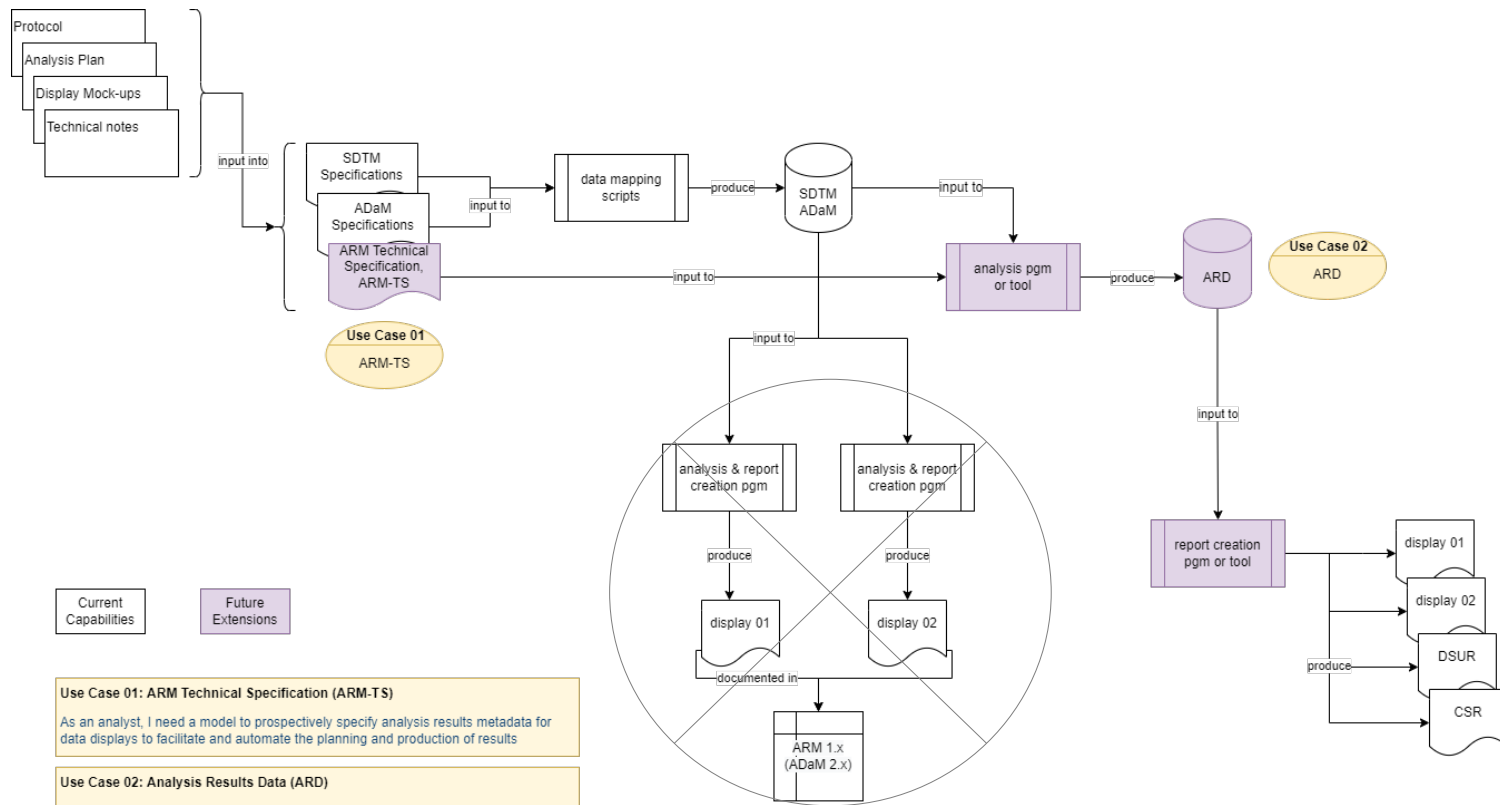 Protocol
Analysis Plan
Display Mock-ups
Technical notes
input into
SDTM
Specifications
ADaM
Specifications
ARM Technical
Specification,
ARM-TS
input to
data mapping
scripts
produce
SDTM
ADaM
input to
input to
analysis pgm
or tool
produce
ARD
Use Case 02
ARD
Use Case 01
ARM-TS
input to
input to
analysis & report
creation pgm
analysis & report
creation pgm
produce
produce
display 01
display 02
documented in
ARM 1.x
(ADaM 2.x)
report creation
pgm or tool
produce
display 01
display 02
DSUR
CSR
Current
Capabilities
Future
Extensions
Use Case 01: ARM Technical Specification (ARM-TS)
As an analyst, I need a model to prospectively specify analysis results metadata for
data displays to facilitate and automate the planning and production of results
Use Case 02: Analysis Results Data (ARD)